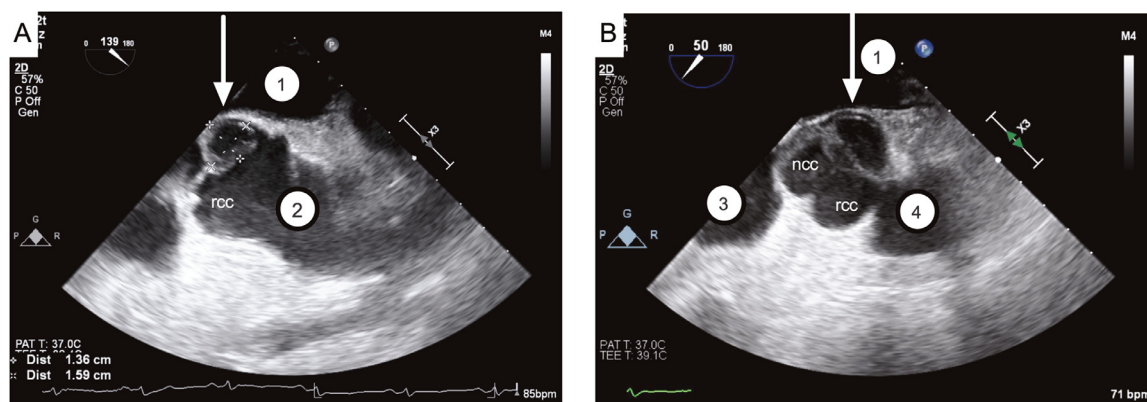 A
2t
z
m
139
0
180
P
M4
2D
57%
C 50
P Off
Gen
1
X3
rcc
2
G
P
R
PAT T: 37.0C
Dist 1.36 cm
Dist 1.59 cm
85bpm
B
t
z
m
50
0
180
P
M4
2D
57%
C 50
P Off
Gen
1
X3
ncc
rcc
3
4
G
P
R
PAT T: 37.0C
TEE T: 39.1C
71 bpm